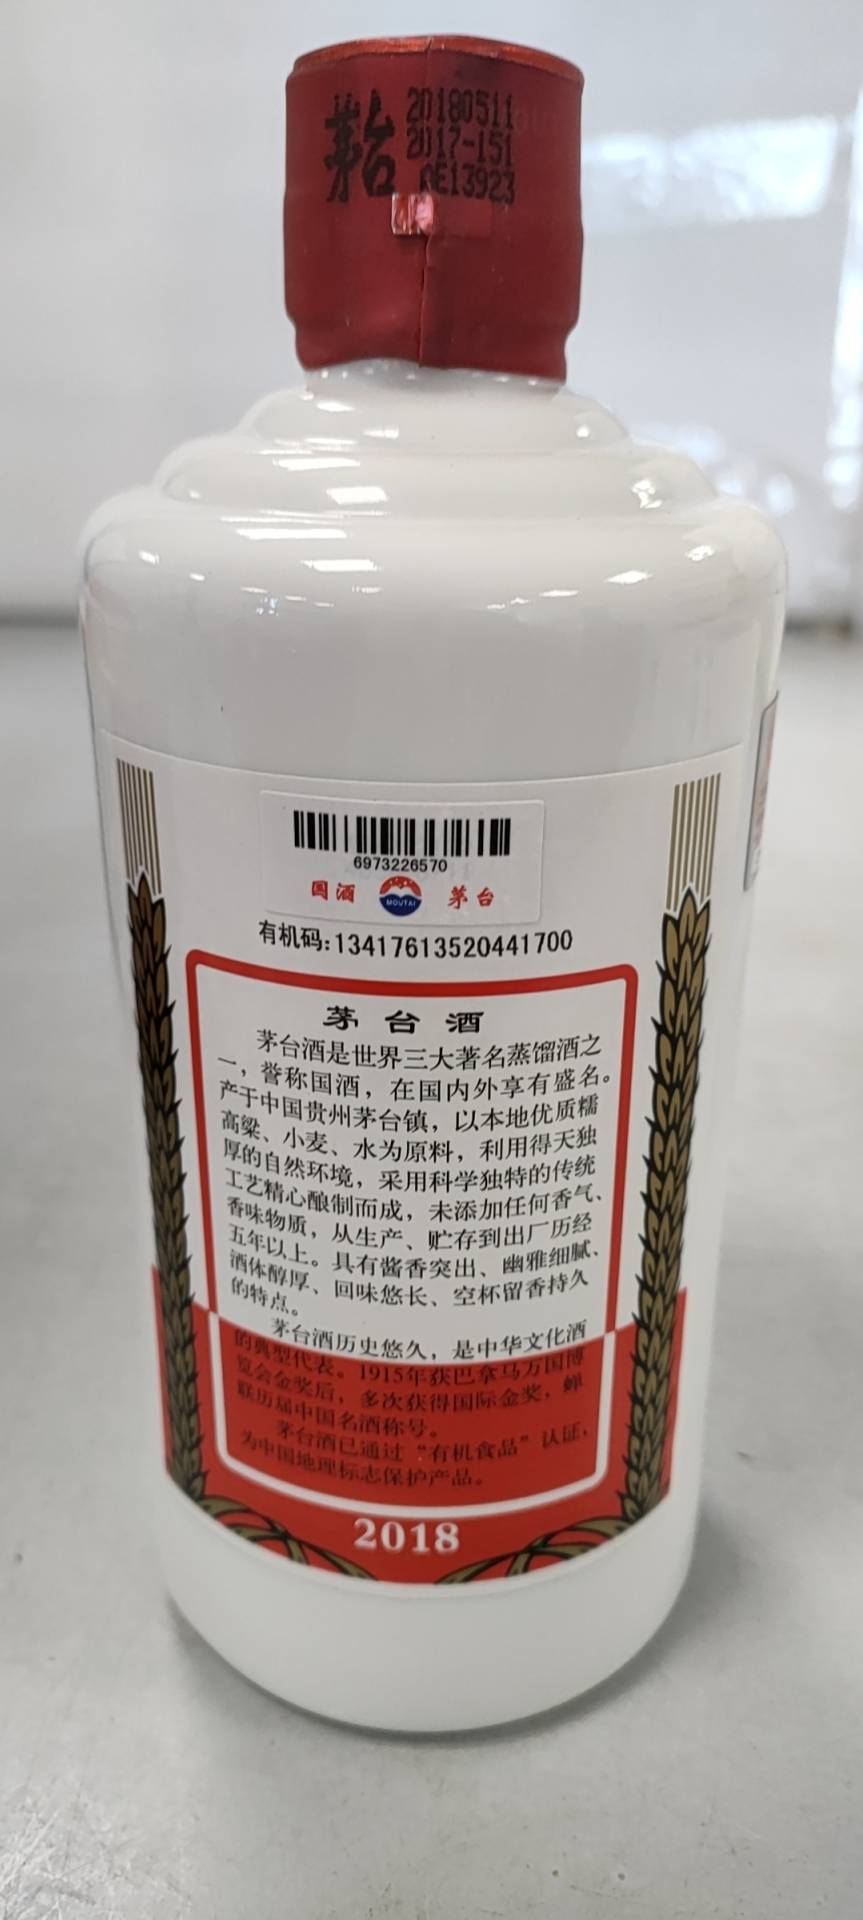 茅台
20180511
2017-151
AE13923
6973226570
国酒
MOUTAI
茅台
有机码:13417613520441700
茅台酒
茅台酒是世界三大著名蒸馏酒之
一，誉称国酒，在国内外享有盛名。
产于中国贵州茅台镇，以本地优质糯
高粱、小麦、水为原料，利用得天独
厚的自然环境，采用科学独特的传统
工艺精心酿制而成，未添加任何香气、
香味物质，从生产、贮存到出厂历经
五年以上。具有酱香突出、幽雅细腻、
酒体醇厚、回味悠长、空杯留香持久
的特点。
茅台酒历史悠久，是中华文化酒
的典型代表。1915年获巴拿马万国博
览会金奖后，多次获得国际金奖，蝉
联历届中国名酒称号。
茅台酒已通过“有机食品”认证，
为中国地理标志保护产品。
2018